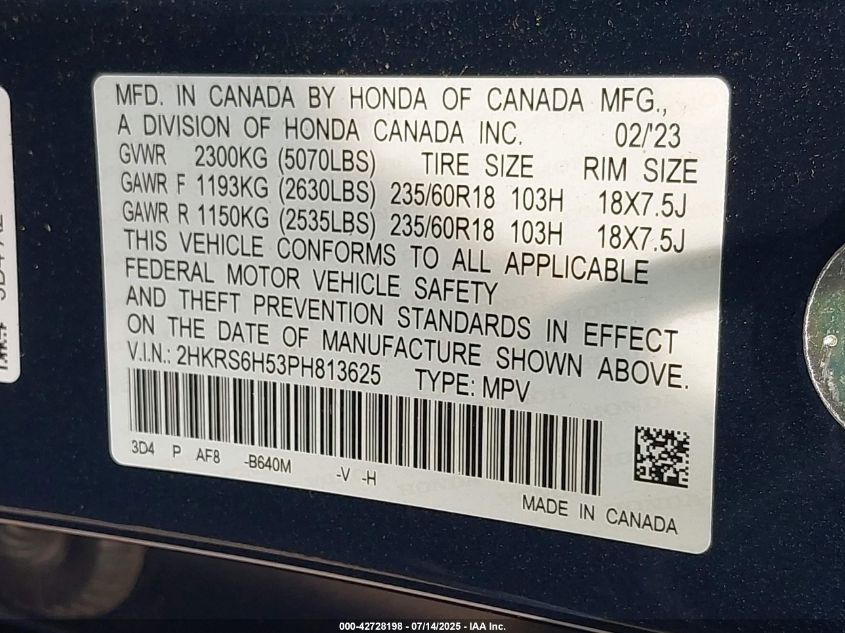 MFD. IN CANADA BY HONDA OF CANADA MFG.,
A DIVISION OF HONDA CANADA INC. 02/'23
GVWR 2300KG (5070LBS) TIRE SIZE RIM SIZE
GAWR F 1193KG (2630LBS) 235/60R18 103H 18X7.5J
GAWR R 1150KG (2535LBS) 235/60R18 103H 18X7.5J
THIS VEHICLE CONFORMS TO ALL APPLICABLE
FEDERAL MOTOR VEHICLE SAFETY
AND THEFT PREVENTION STANDARDS IN EFFECT
ON THE DATE OF MANUFACTURE SHOWN ABOVE.
V.I.N.: 2HKRS6H53PH813625 TYPE: MPV
3D4 P AF8 -B640M -V -H
MADE IN CANADA
000-42728198 - 07/14/2025 - IAA Inc.